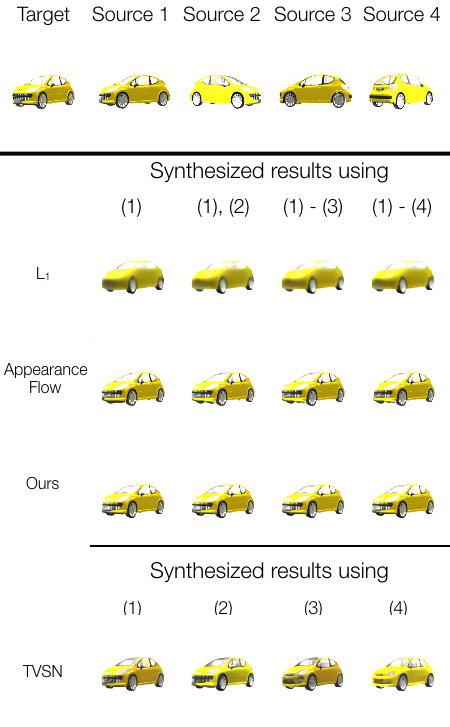 Target Source 1 Source 2 Source 3 Source 4
Synthesized results using
(1) (1), (2) (1) - (3) (1) - (4)
L₁
Appearance
Flow
Ours
Synthesized results using
(1) (2) (3) (4)
TVSN